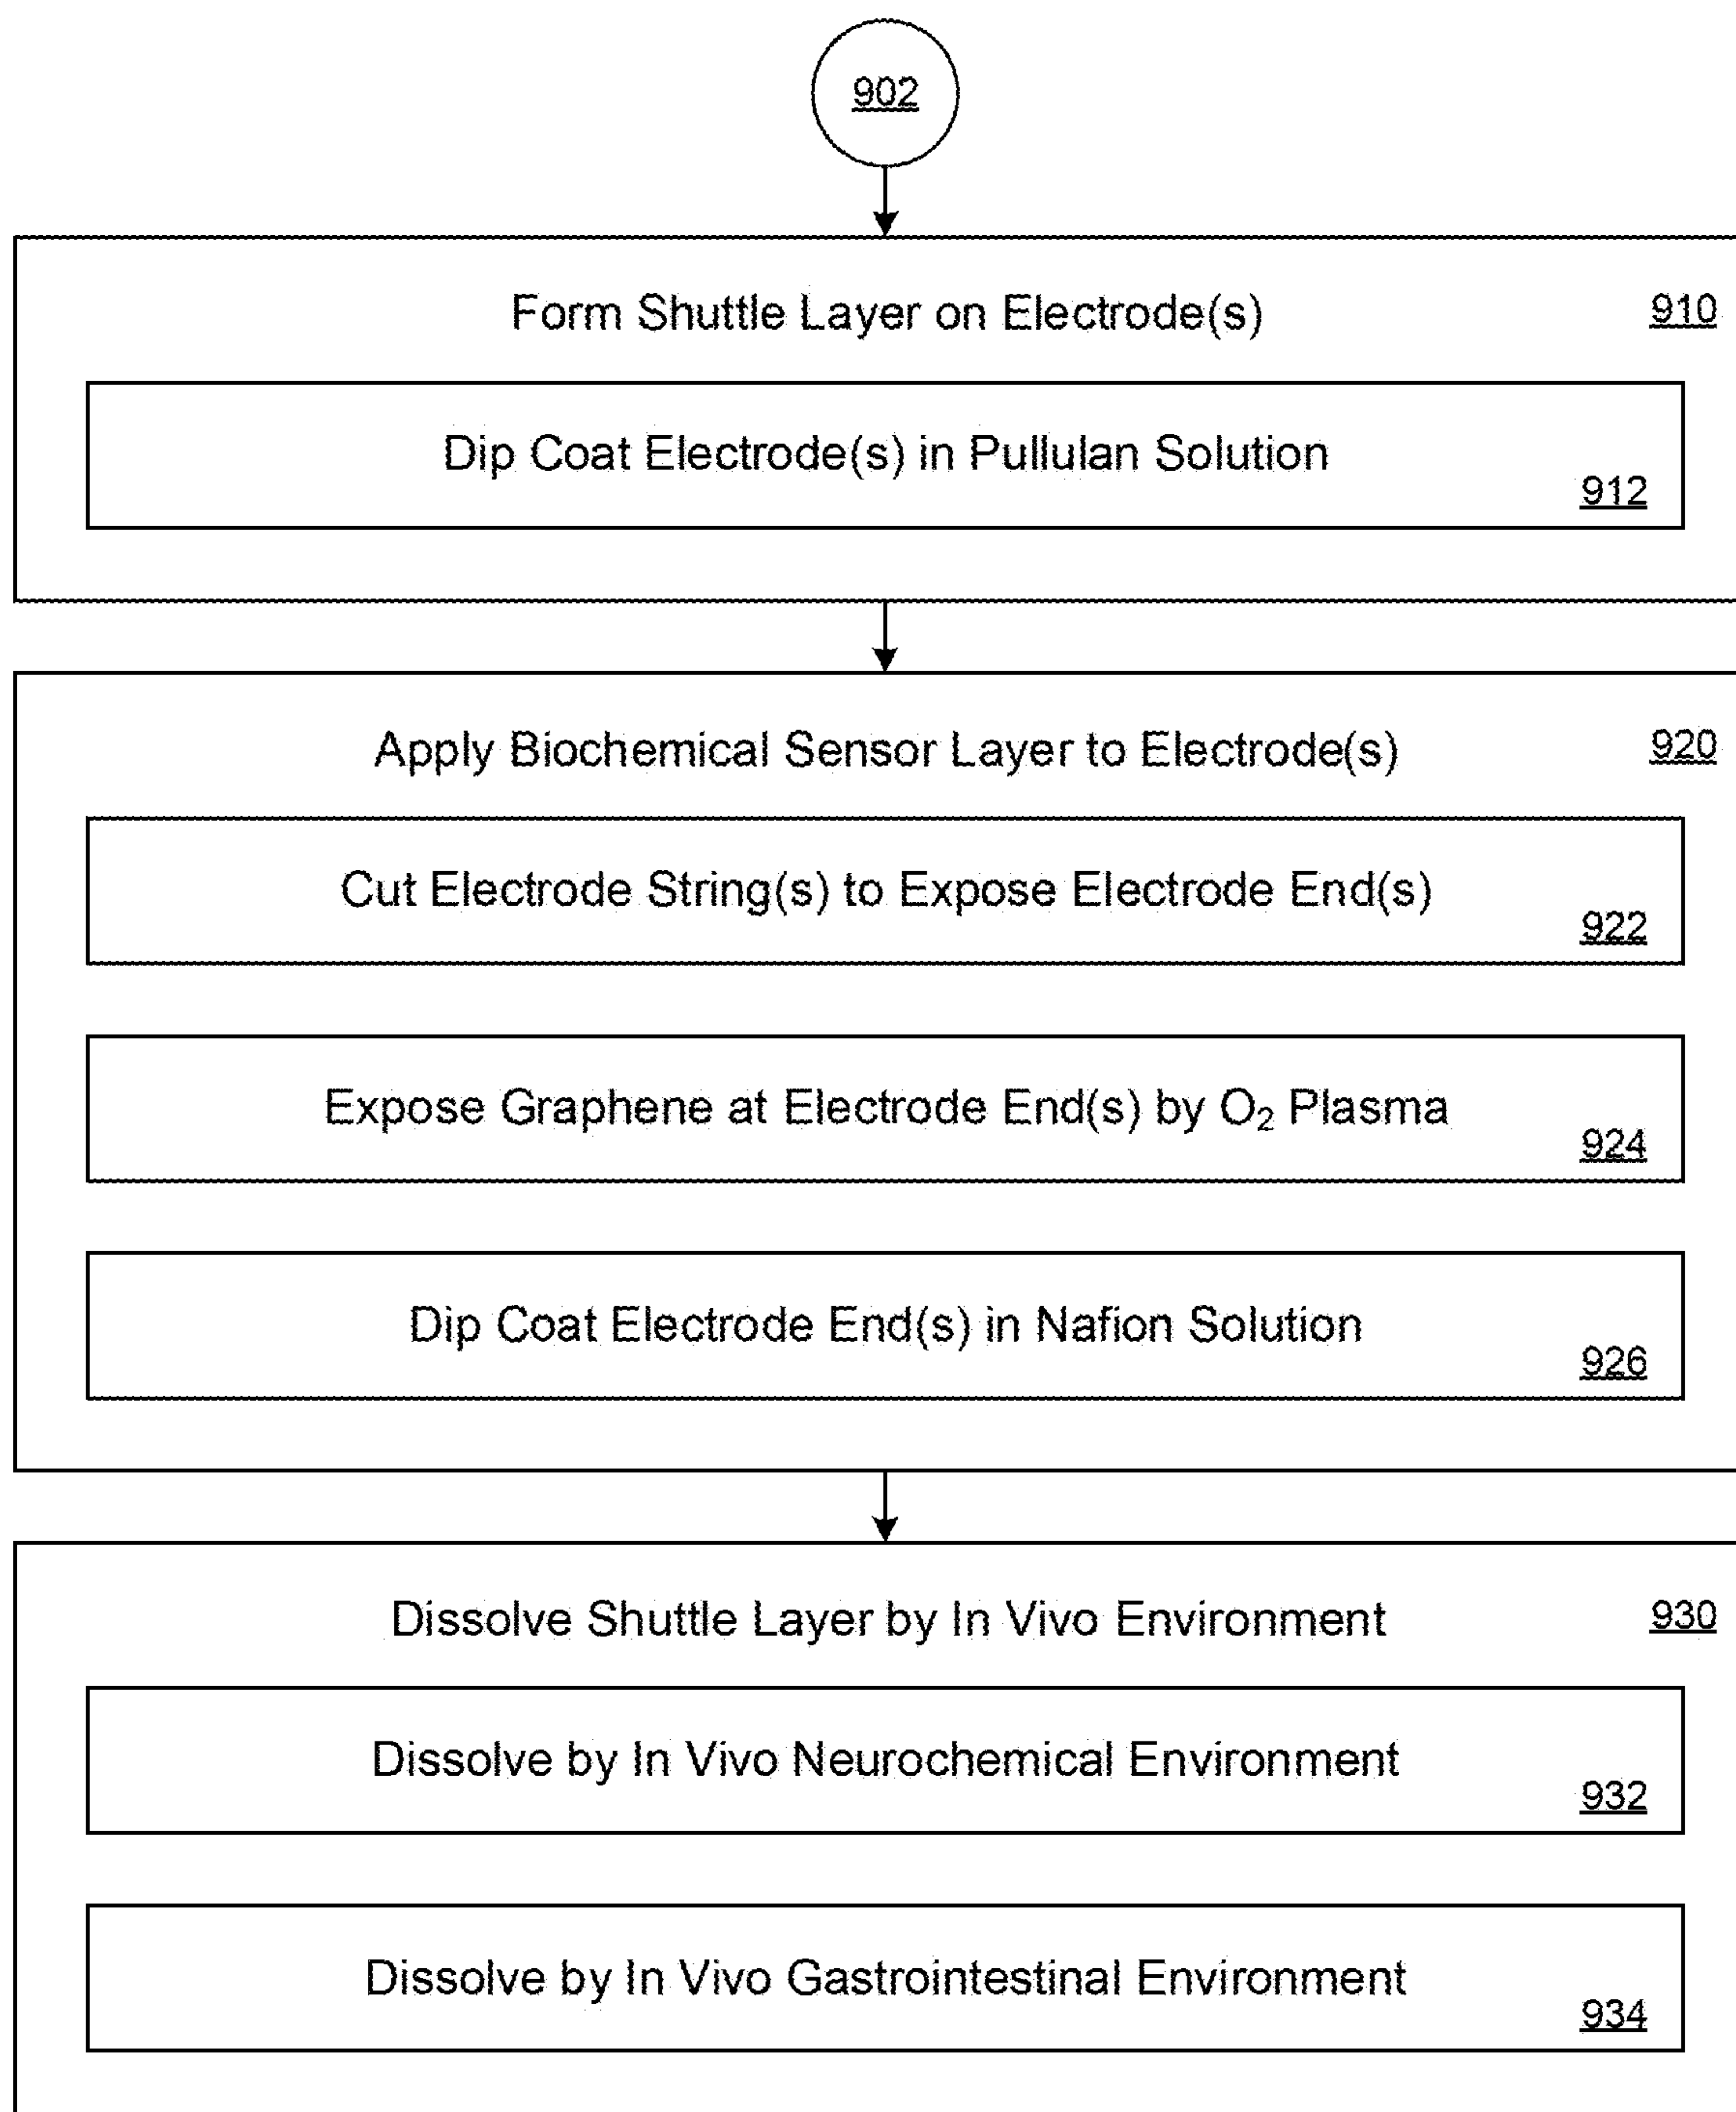 902
Form Shuttle Layer on Electrode(s)
910
Dip Coat Electrode(s) in Pullulan Solution
912
Apply Biochemical Sensor Layer to Electrode(s)
920
Cut Electrode String(s) to Expose Electrode End(s)
922
Expose Graphene at Electrode End(s) by O₂ Plasma
924
Dip Coat Electrode End(s) in Nafion Solution
926
Dissolve Shuttle Layer by In Vivo Environment
930
Dissolve by In Vivo Neurochemical Environment
932
Dissolve by In Vivo Gastrointestinal Environment
934